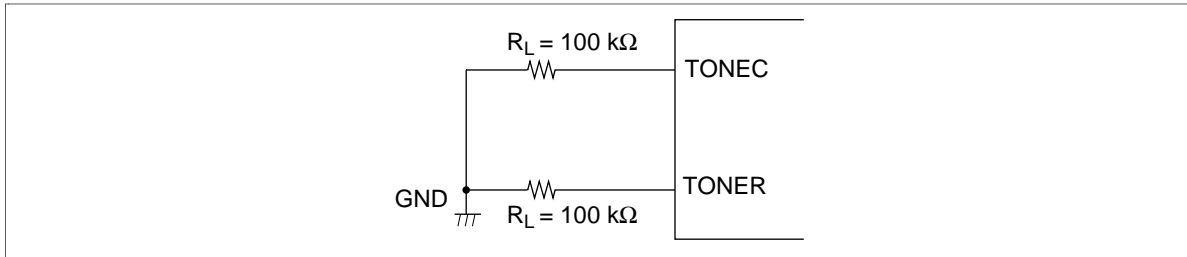 R_L = 100 kΩ
TONEC
TONER
GND
R_L = 100 kΩ